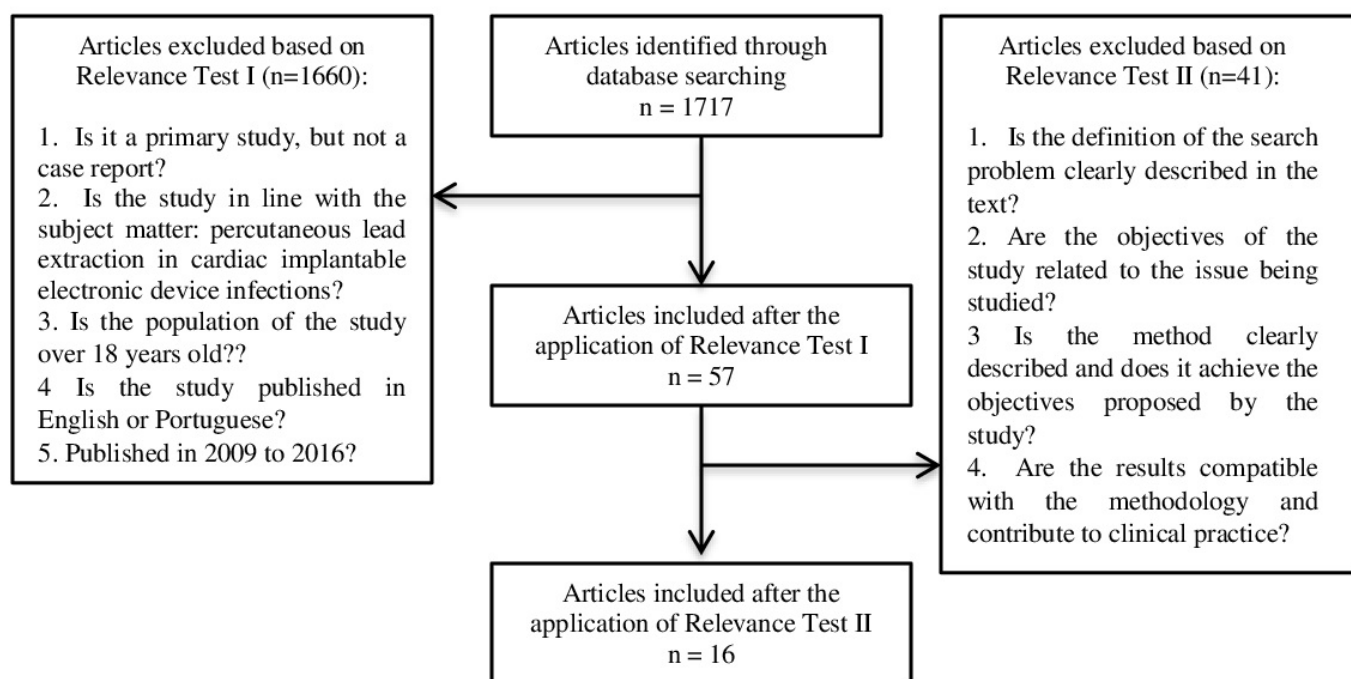 Articles excluded based on
Relevance Test I (n=1660):
1. Is it a primary study, but not a
case report?
2. Is the study in line with the
subject matter: percutaneous lead
extraction in cardiac implantable
electronic device infections?
3. Is the population of the study
over 18 years old??
4 Is the study published in
English or Portuguese?
5. Published in 2009 to 2016?
Articles identified through
database searching
n = 1717
Articles included after the
application of Relevance Test I
n = 57
Articles included after the
application of Relevance Test II
n = 16
Articles excluded based on
Relevance Test II (n=41):
1. Is the definition of the search
problem clearly described in the
text?
2. Are the objectives of the
study related to the issue being
studied?
3 Is the method clearly
described and does it achieve the
objectives proposed by the
study?
4. Are the results compatible
with the methodology and
contribute to clinical practice?